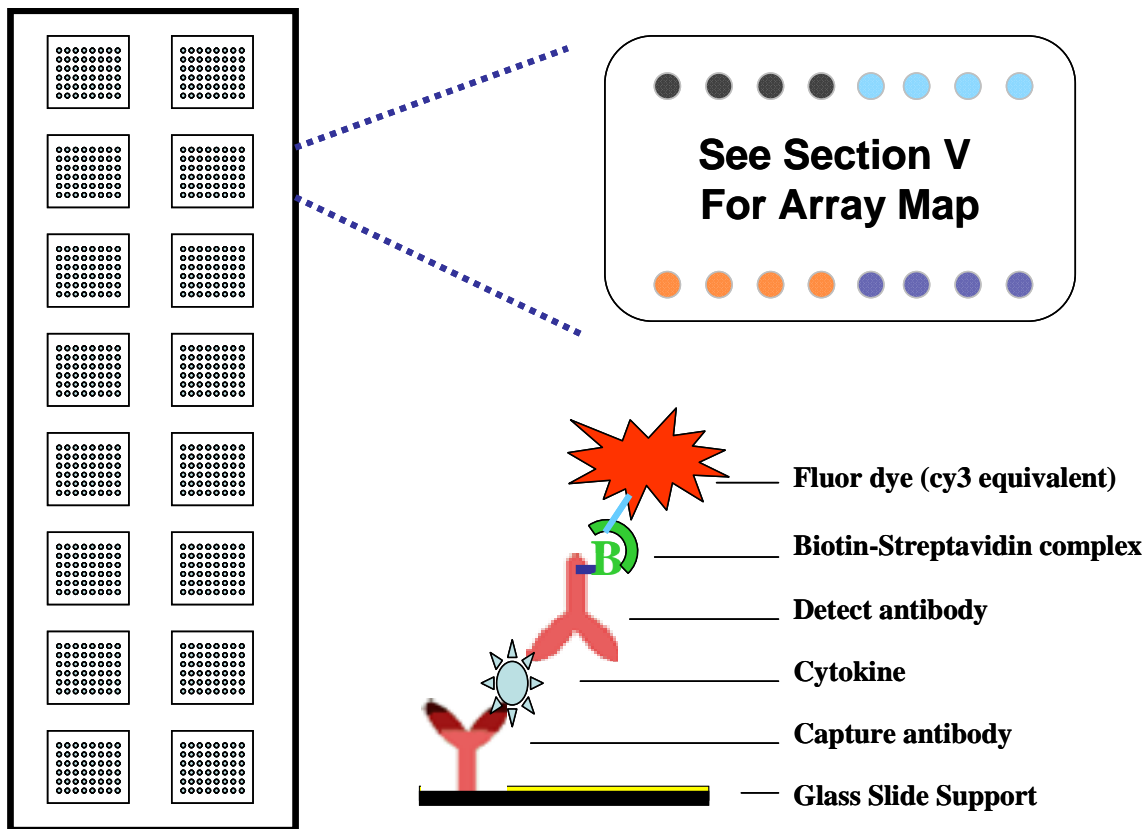 See Section V
For Array Map
Fluor dye (cy3 equivalent)
B
Biotin-Streptavidin complex
Detect antibody
Cytokine
Capture antibody
Glass Slide Support